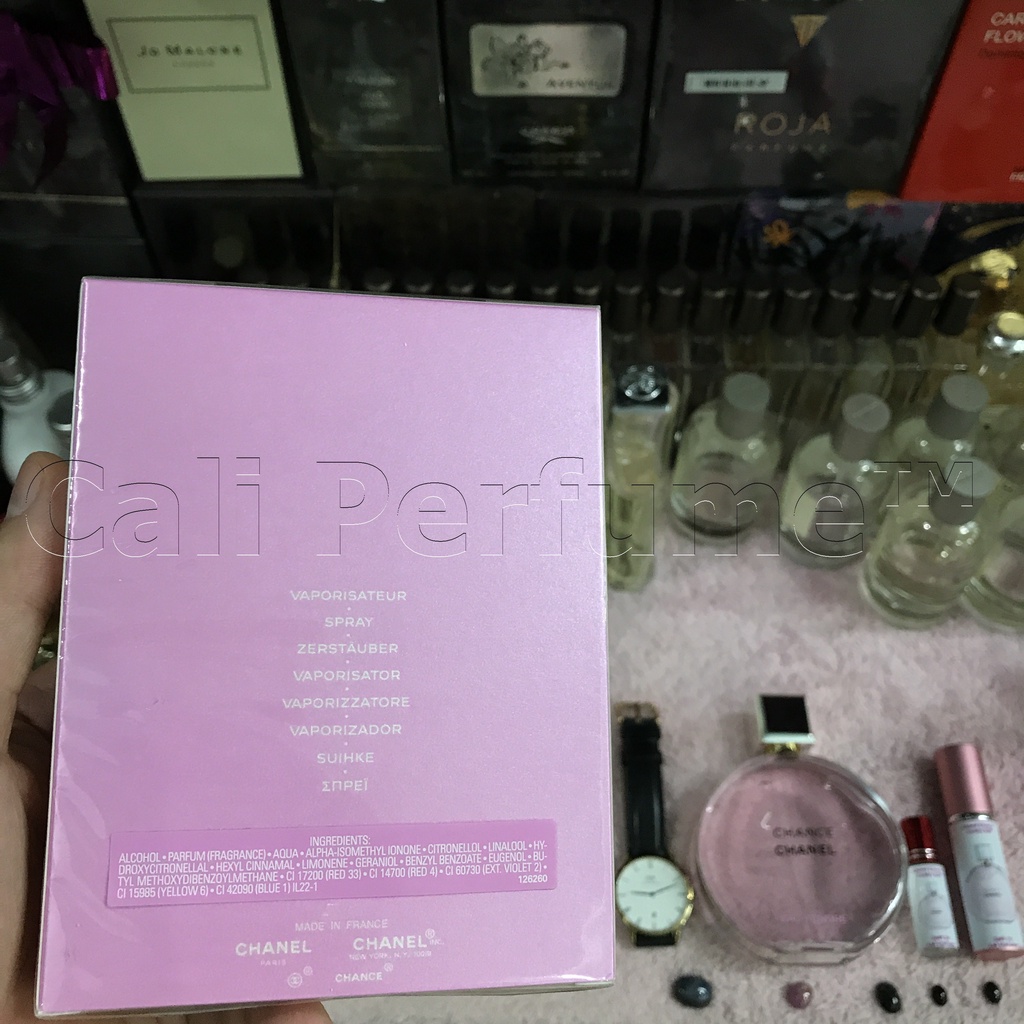 JO MALONE
AVENTUS
ROJA
PARFUMS
Cali Perfume™
VAPORISATEUR
SPRAY
ZERSTÄUBER
VAPORISATOR
VAPORIZZATORE
VAPORIZADOR
SUIHKE
ΣΠΡΕΪ
INGREDIENTS:
ALCOHOL • PARFUM (FRAGRANCE) • AQUA • ALPHA-ISOMETHYL IONONE • CITRONELLOL • LINALOOL • HY-
DROXYCITRONELLAL • HEXYL CINNAMAL • LIMONENE • GERANIOL • BENZYL BENZOATE • EUGENOL • BU-
TYL METHOXYDIBENZOYLMETHANE • CI 17200 (RED 33) • CI 14700 (RED 4) • CI 60730 (EXT. VIOLET 2) •
CI 15985 (YELLOW 6) • CI 42090 (BLUE 1) IL22-1
126260
MADE IN FRANCE
CHANEL CHANEL® INC.
PARIS NEW YORK, N.Y.
® CHANCE®
CHANCE
CHANEL